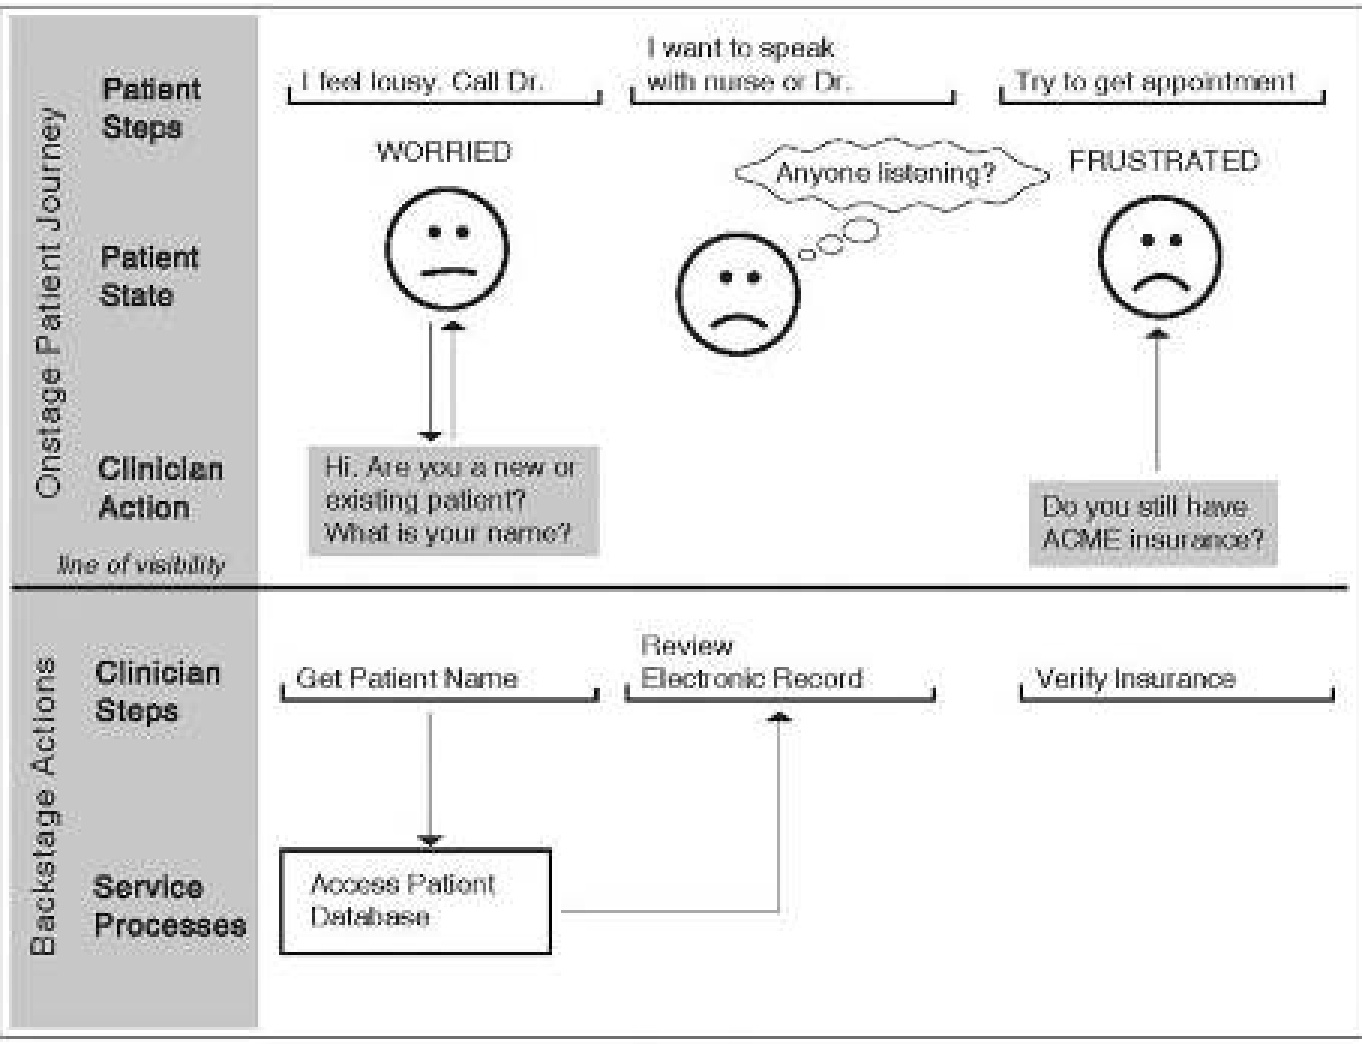 Onstage Patient Journey
Patient
Steps
I feel lousy. Call Dr.
I want to speak
with nurse or Dr.
Try to get appointment
Patient
State
WORRIED
Anyone listening?
FRUSTRATED
Clinician
Action
Hi. Are you a new or
existing patient?
What is your name?
Do you still have
ACME insurance?
line of visibility
Backstage Actions
Clinician
Steps
Get Patient Name
Review
Electronic Record
Verify Insurance
Service
Processes
Access Patient
Database